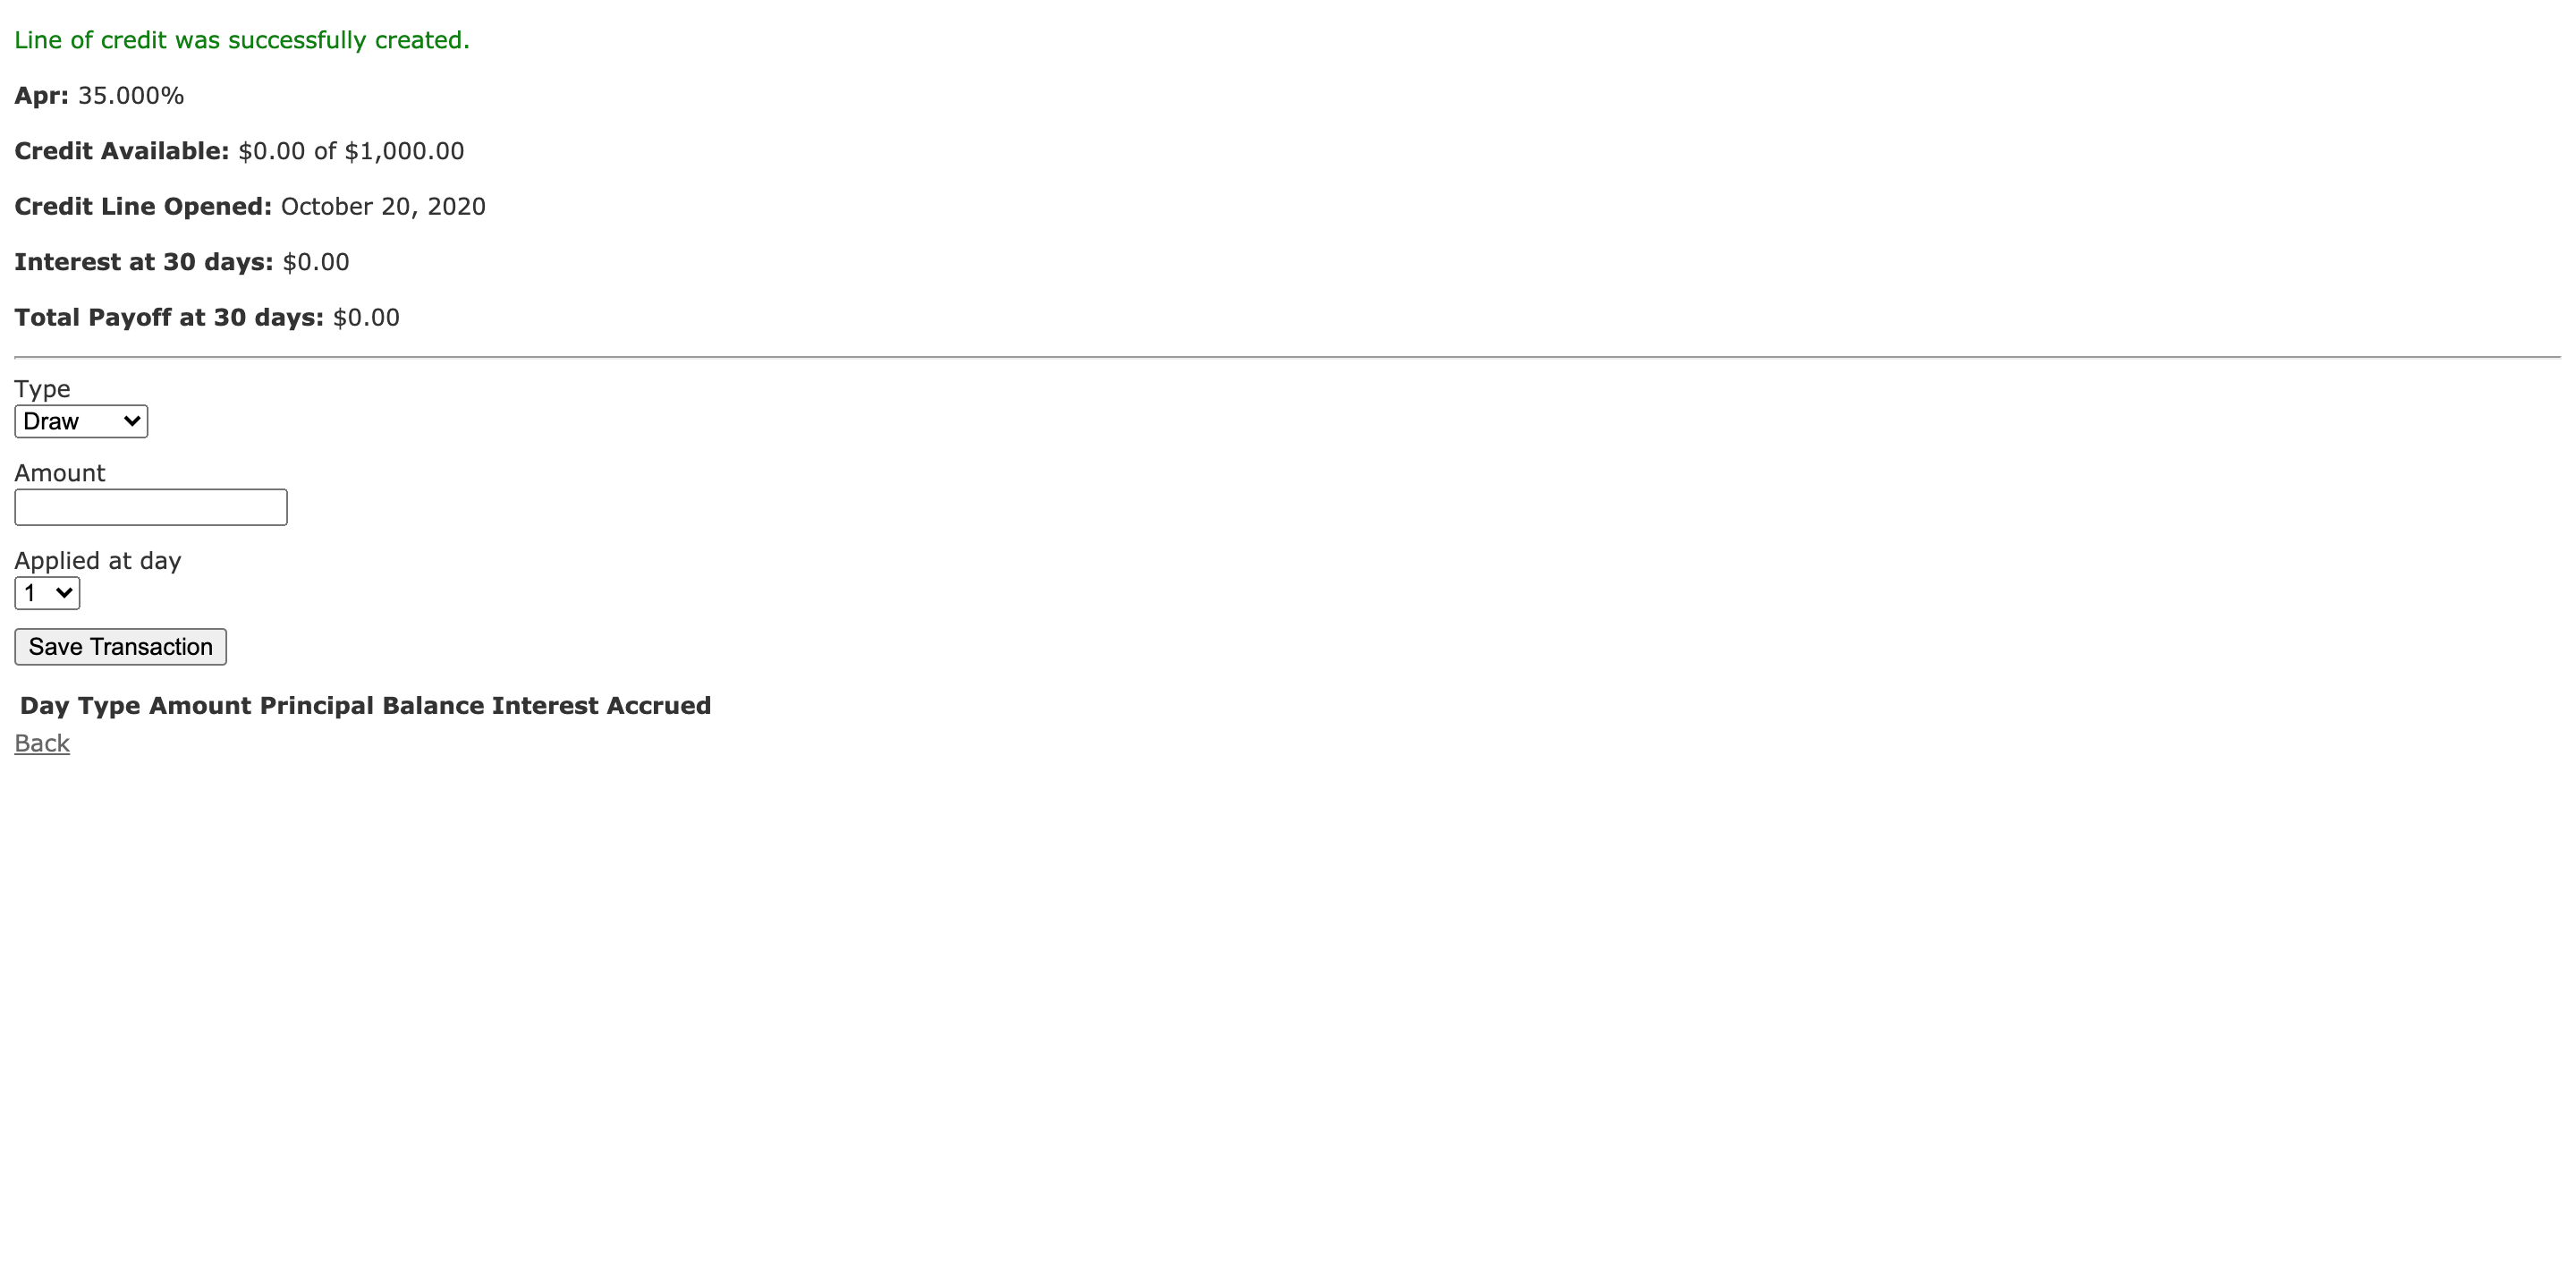 Line of credit was successfully created.
Apr: 35.000%
Credit Available: $0.00 of $1,000.00
Credit Line Opened: October 20, 2020
Interest at 30 days: $0.00
Total Payoff at 30 days: $0.00
Type
Draw
Amount
Applied at day
1
Save Transaction
Day Type Amount Principal Balance Interest Accrued
Back